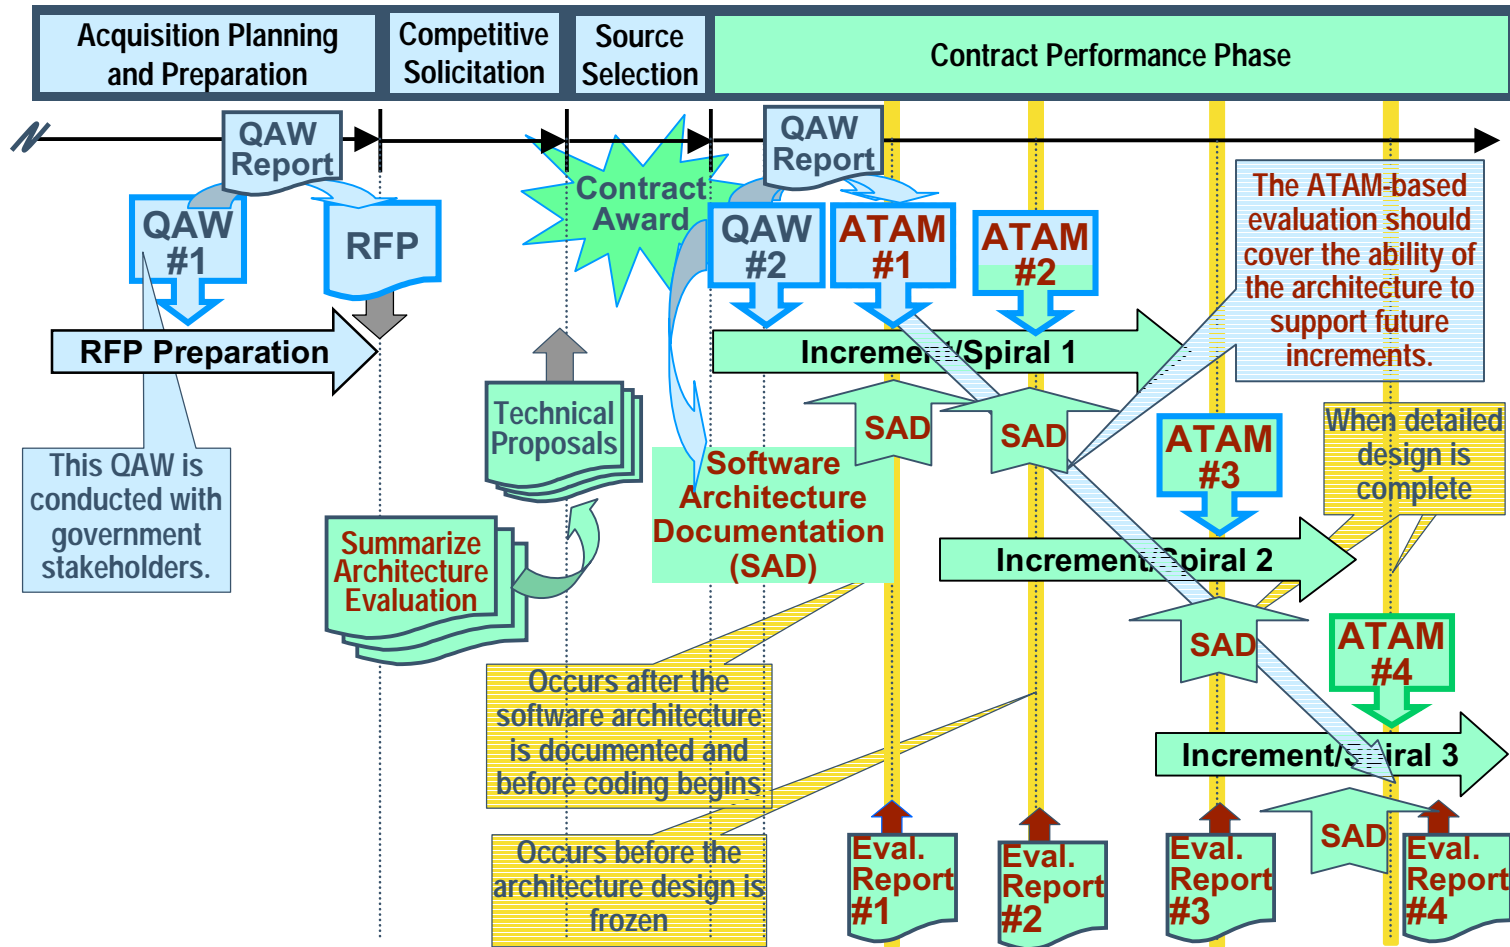 Acquisition Planning
and Preparation
Competitive
Solicitation
Source
Selection
Contract Performance Phase
QAW
Report
QAW
Report
QAW
#1
RFP
Contract
Award
QAW
#2
ATAM
#1
ATAM
#2
The ATAM-based
evaluation should
cover the ability of
the architecture to
support future
increments.
RFP Preparation
Increment/Spiral 1
Technical
Proposals
SAD
SAD
ATAM
#3
When detailed
design is
complete
This QAW is
conducted with
government
stakeholders.
Software
Architecture
Documentation
(SAD)
Summarize
Architecture
Evaluation
Increment/Spiral 2
SAD
ATAM
#4
Occurs after the
software architecture
is documented and
before coding begins
Increment/Spiral 3
SAD
Occurs before the
architecture design is
frozen
Eval.
Report
#1
Eval.
Report
#2
Eval.
Report
#3
Eval.
Report
#4